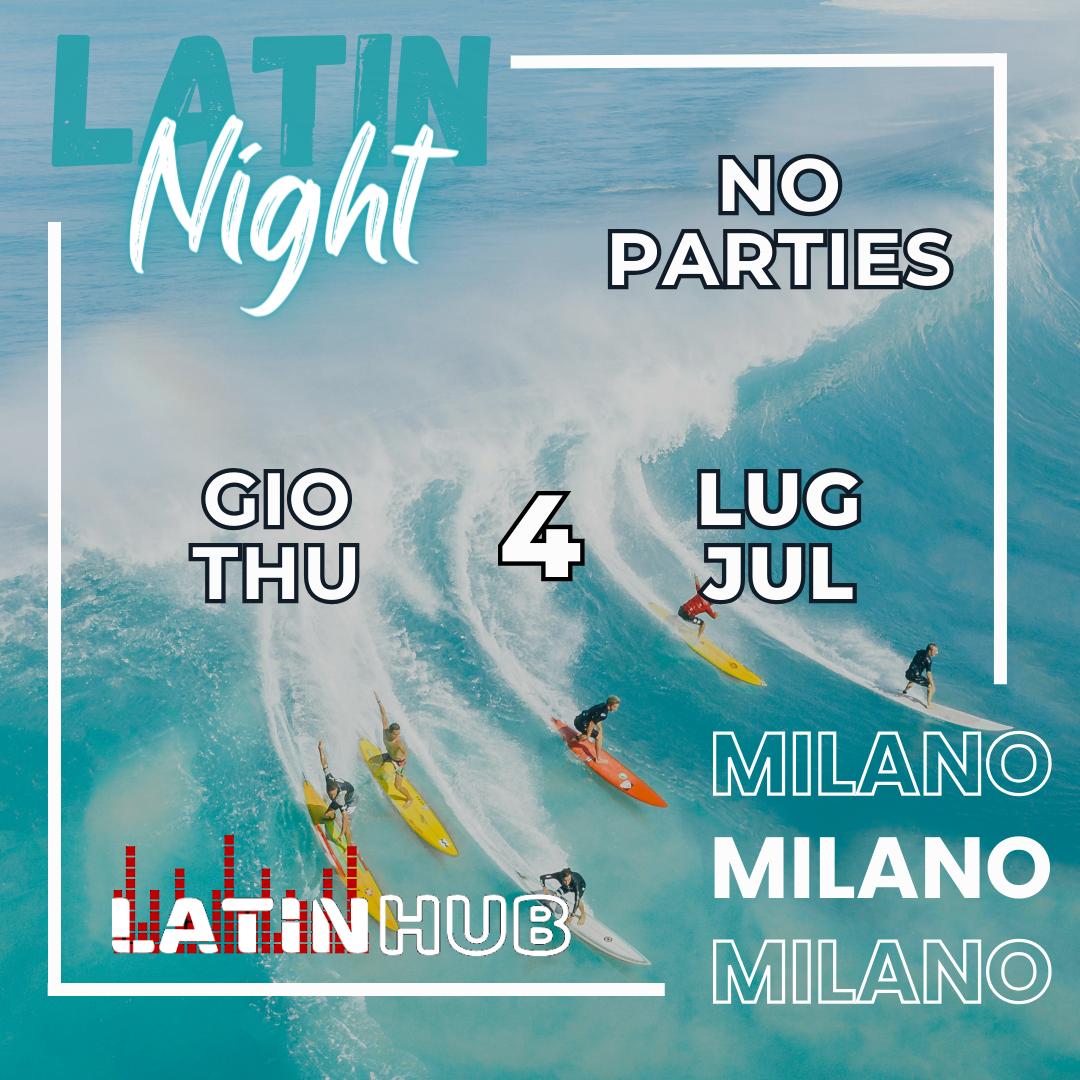 LATIN
Night
NO
PARTIES
GIO
THU
4
LUG
JUL
MILANO
MILANO
MILANO
LATINHUB